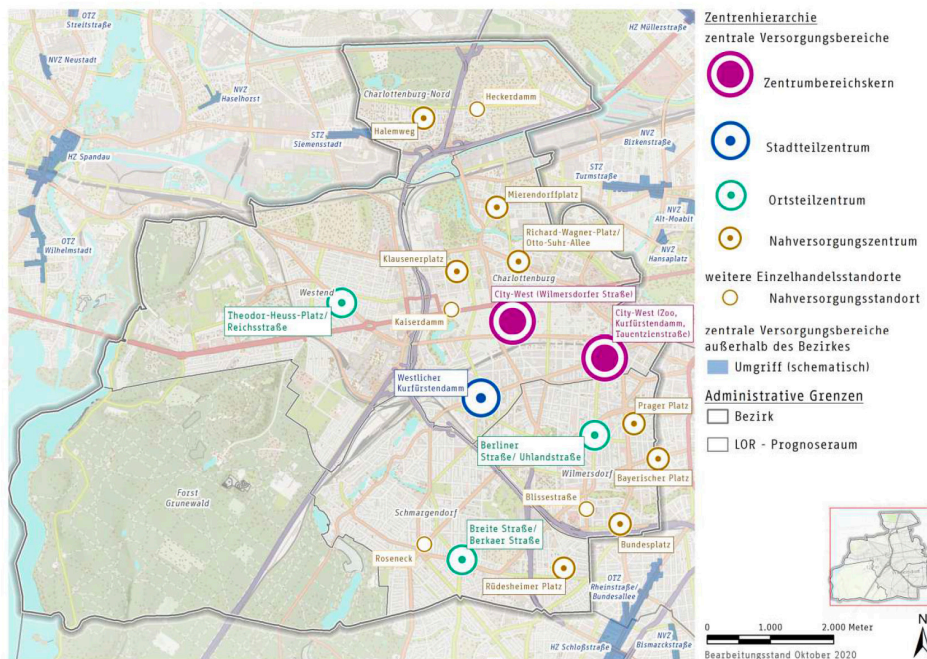 OTZ
Streitstraße/
HZ Müllerstraße
NVZ Neustadt
NVZ
Haselhorst
Charlottenburg-Nord
Heckerdamm
Halemweg
STZ
Siemensstadt
NVZ
Birkenstraße
HZ Spandau
STZ
Turmstraße
Mierendorffplatz
NVZ
Alt-Moabit
OTZ
Wilhelmstadt
Richard-Wagner-Platz/
Otto-Suhr-Allee
NVZ
Hansaplatz
Klausenerplatz
Charlottenburg
Westend
City-West (Wilmersdorfer Straße)
Theodor-Heuss-Platz/
Reichsstraße
Kaiserdamm
City-West (Zoo,
Kurfürstendamm,
Tauentzienstraße)
Westlicher
Kurfürstendamm
Prager Platz
Berliner
Straße/ Uhlandstraße
Wilmersdorf
Bayerischer Platz
Forst
Grunewald
Blissestraße
Schmargendorf
Breite Straße/
Berkaer Straße
Bundesplatz
Roseneck
Rüdesheimer Platz
OTZ
Rheinstraße/
Bundesallee
HZ Schloßstraße
NVZ
Bismarckstraße
Zentrenhierarchie
zentrale Versorgungsbereiche
Zentrumbereichskern
Stadtteilzentrum
Ortsteilzentrum
Nahversorgungszentrum
weitere Einzelhandelsstandorte
Nahversorgungsstandort
zentrale Versorgungsbereiche
außerhalb des Bezirkes
Umgriff (schematisch)
Administrative Grenzen
Bezirk
LOR - Prognoseraum
N
0 1.000 2.000 Meter
Bearbeitungsstand Oktober 2020